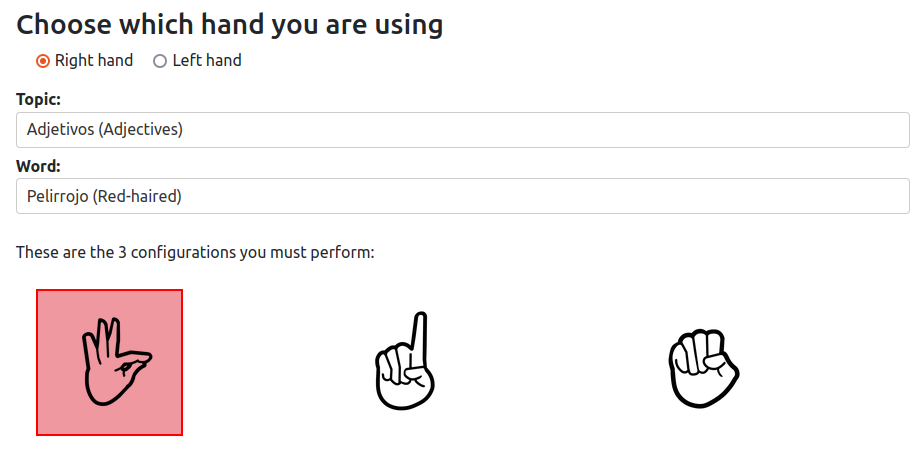 Choose which hand you are using
Right hand Left hand
Topic:
Adjetivos (Adjectives)
Word:
Pelirrojo (Red-haired)
These are the 3 configurations you must perform: